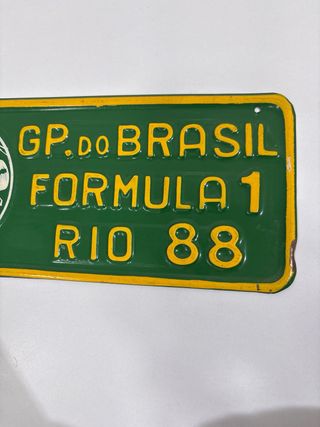 GP. DO BRASIL
FORMULA 1
RIO 88